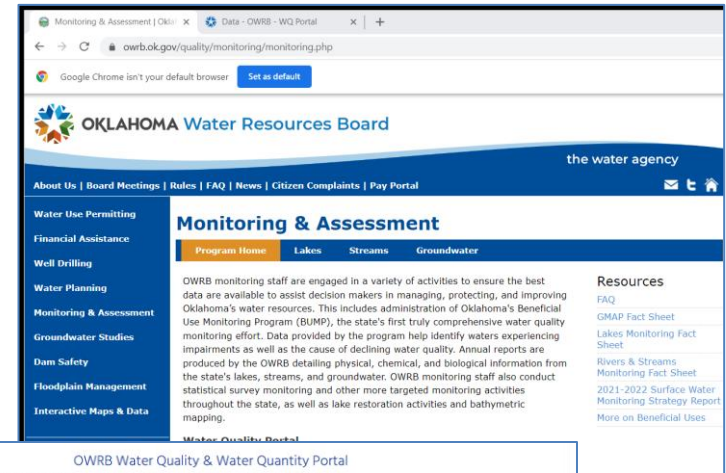 Monitoring & Assessment | Okla
Data - OWRB - WQ Portal
owrb.ok.gov/quality/monitoring/monitoring.php
Google Chrome isn't your default browser Set as default
OKLAHOMA Water Resources Board
the water agency
About Us | Board Meetings | Rules | FAQ | News | Citizen Complaints | Pay Portal
Water Use Permitting
Financial Assistance
Well Drilling
Water Planning
Monitoring & Assessment
Groundwater Studies
Dam Safety
Floodplain Management
Interactive Maps & Data
Monitoring & Assessment
Program Home Lakes Streams Groundwater
OWRB monitoring staff are engaged in a variety of activities to ensure the best
data are available to assist decision makers in managing, protecting, and improving
Oklahoma's water resources. This includes administration of Oklahoma's Beneficial
Use Monitoring Program (BUMP), the state's first truly comprehensive water quality
monitoring effort. Data provided by the program help identify waters experiencing
impairments as well as the cause of declining water quality. Annual reports are
produced by the OWRB detailing physical, chemical, and biological information from
the state's lakes, streams, and groundwater. OWRB monitoring staff also conduct
statistical survey monitoring and other more targeted monitoring activities
throughout the state, as well as lake restoration activities and bathymetric
mapping.
Water Quality Portal
Resources
FAQ
GMAP Fact Sheet
Lakes Monitoring Fact
Sheet
Rivers & Streams
Monitoring Fact Sheet
2021-2022 Surface Water
Monitoring Strategy Report
More on Beneficial Uses
OWRB Water Quality & Water Quantity Portal